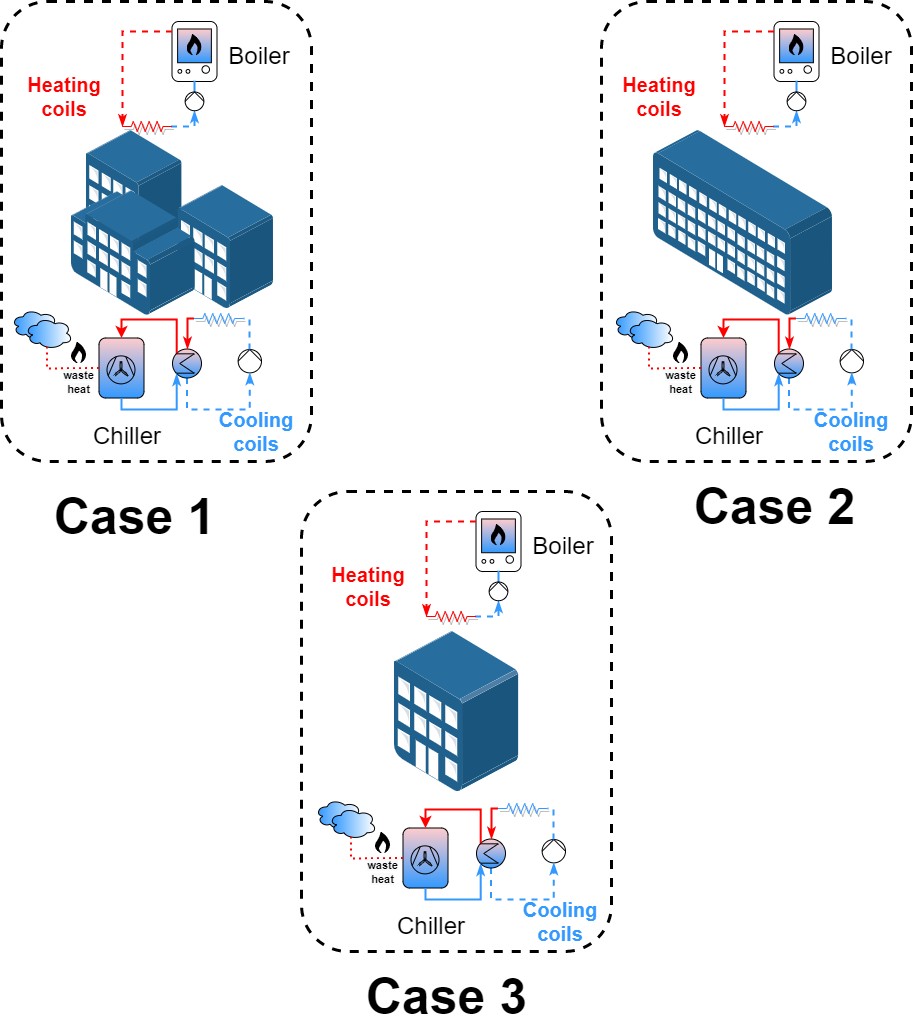 Boiler
Heating
coils
waste
heat
Chiller
Cooling
coils
Case 1
Boiler
Heating
coils
waste
heat
Chiller
Cooling
coils
Case 2
Boiler
Heating
coils
waste
heat
Chiller
Cooling
coils
Case 3